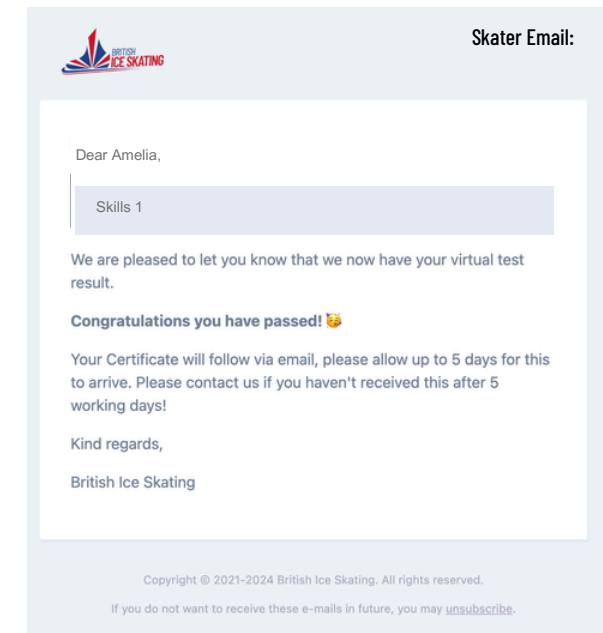 Skater Email:
BRITISH
ICE SKATING
Dear Amelia,
Skills 1
We are pleased to let you know that we now have your virtual test
result.
Congratulations you have passed! 🥳
Your Certificate will follow via email, please allow up to 5 days for this
to arrive. Please contact us if you haven't received this after 5
working days!
Kind regards,
British Ice Skating
Copyright © 2021-2024 British Ice Skating. All rights reserved.
If you do not want to receive these e-mails in future, you may unsubscribe.